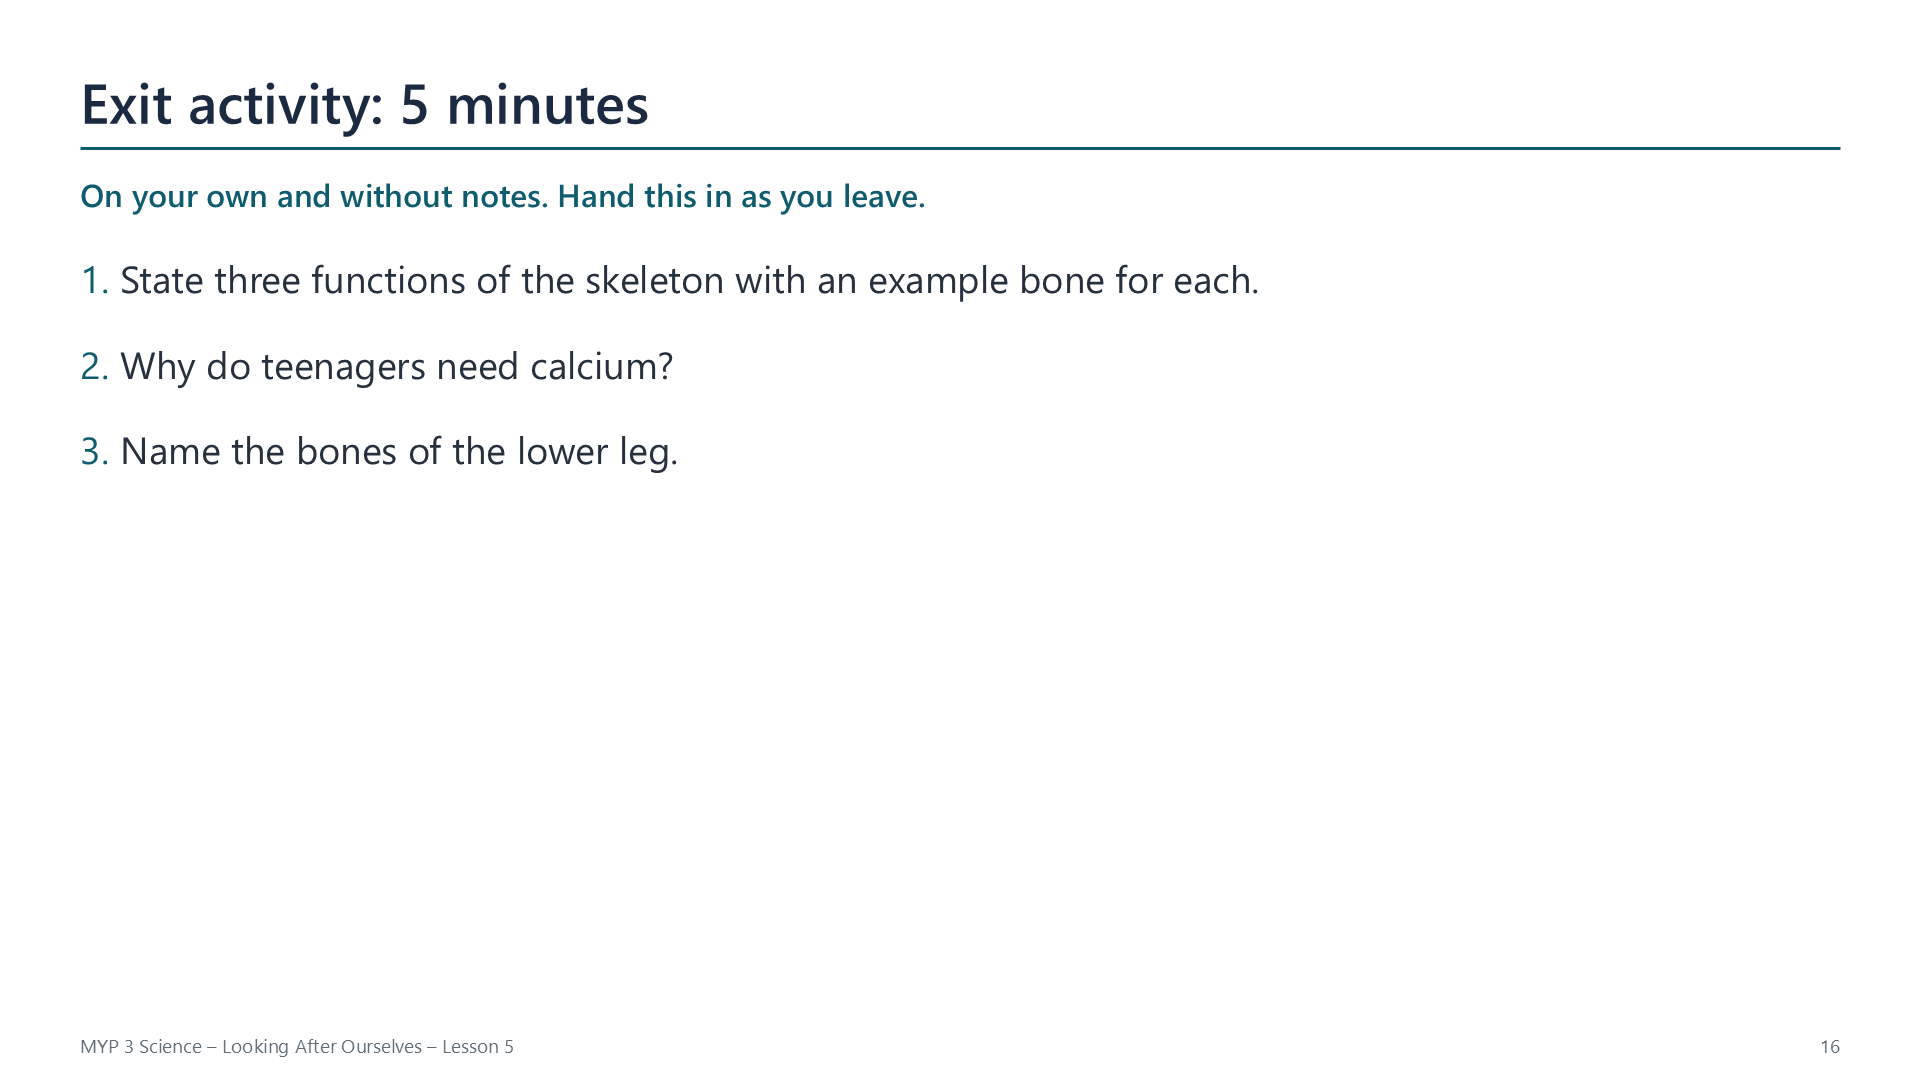 Exit activity: 5 minutes
On your own and without notes. Hand this in as you leave.
1. State three functions of the skeleton with an example bone for each.
2. Why do teenagers need calcium?
3. Name the bones of the lower leg.
MYP 3 Science – Looking After Ourselves – Lesson 5
16